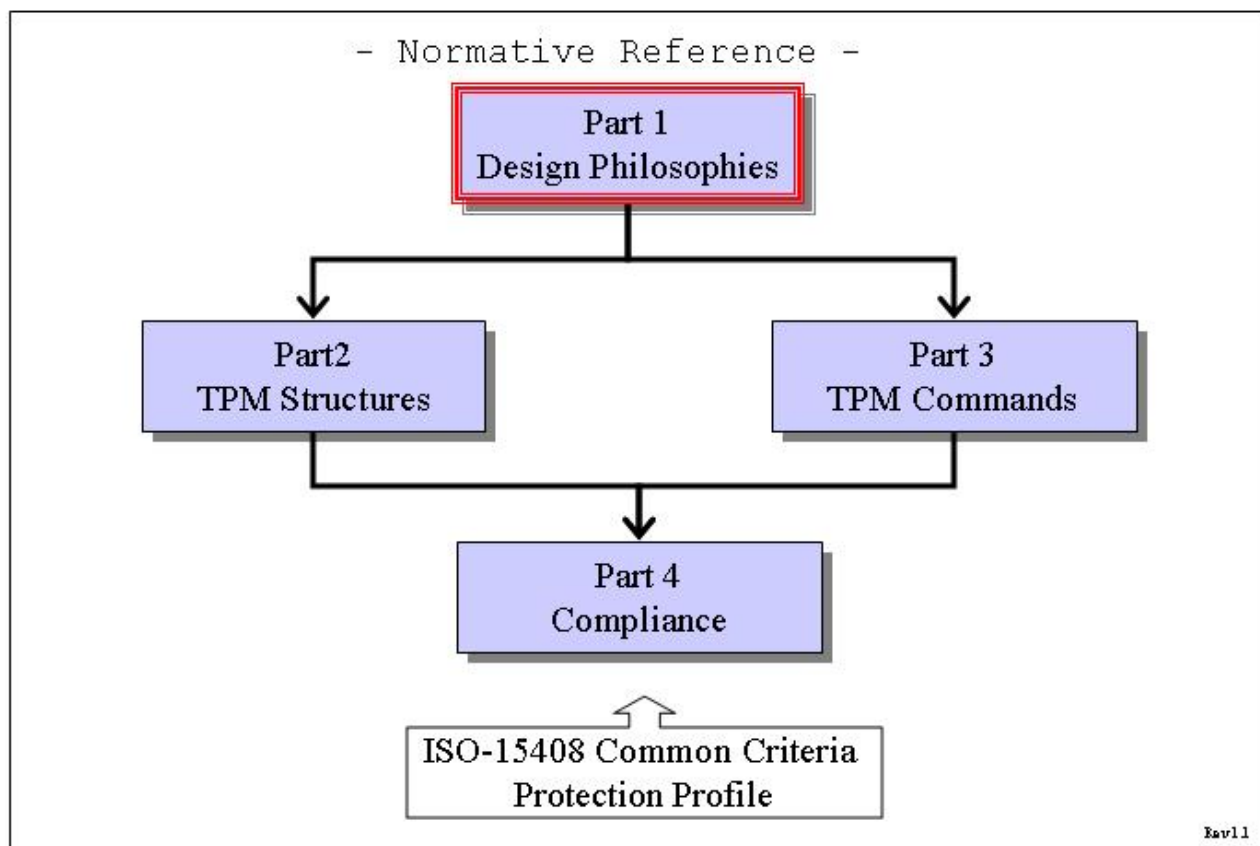 - Normative Reference -
Part 1
Design Philosophies
Part2
TPM Structures
Part 3
TPM Commands
Part 4
Compliance
ISO-15408 Common Criteria
Protection Profile
Rev11